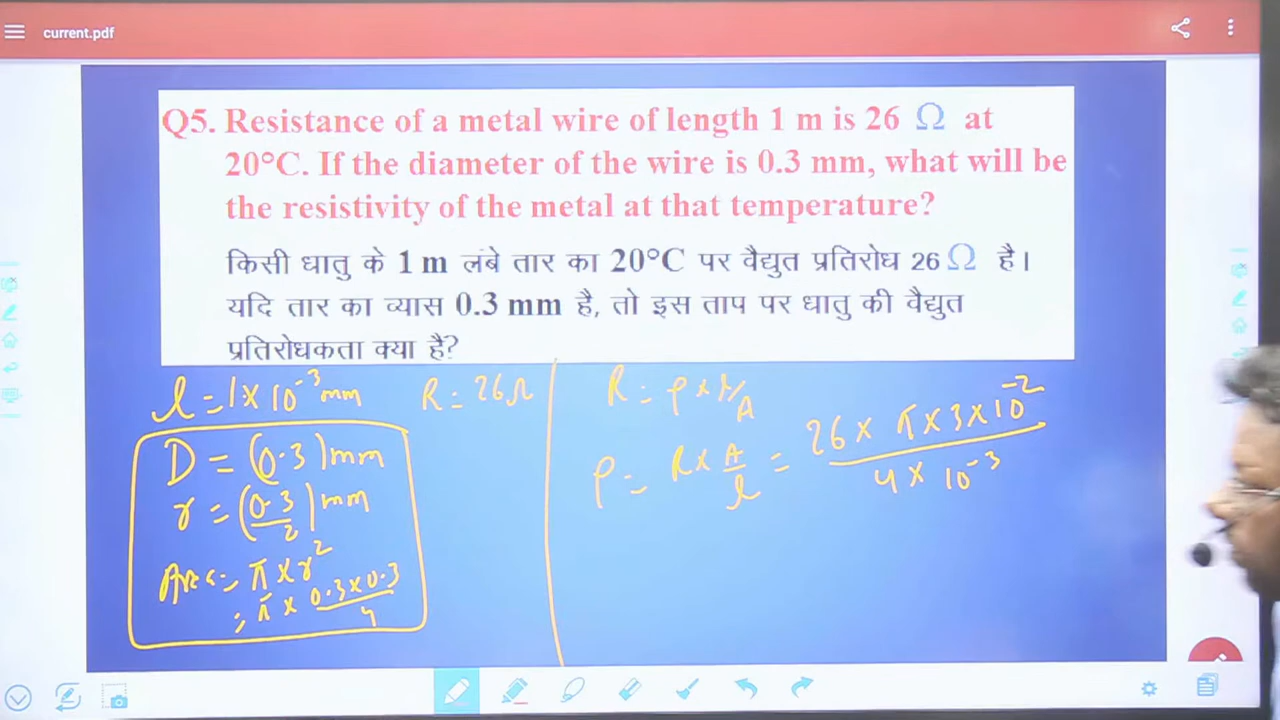 current.pdf
Q5. Resistance of a metal wire of length 1 m is 26 Ω at
20°C. If the diameter of the wire is 0.3 mm, what will be
the resistivity of the metal at that temperature?
किसी धातु के 1 m लंबे तार का 20°C पर वैद्युत प्रतिरोध 26 Ω है।
यदि तार का व्यास 0.3 mm है, तो इस ताप पर धातु की वैद्युत
प्रतिरोधकता क्या है?
l = 1 × 10⁻³ mm
R = 26Ω
D = (0.3) mm
r = (0.3/2) mm
Area = π × r²
= π × 0.3 × 0.3 / 4
R = ρ × l/A
ρ = R × A/l = 26 × π × 3 × 10⁻² / 4 × 10⁻³